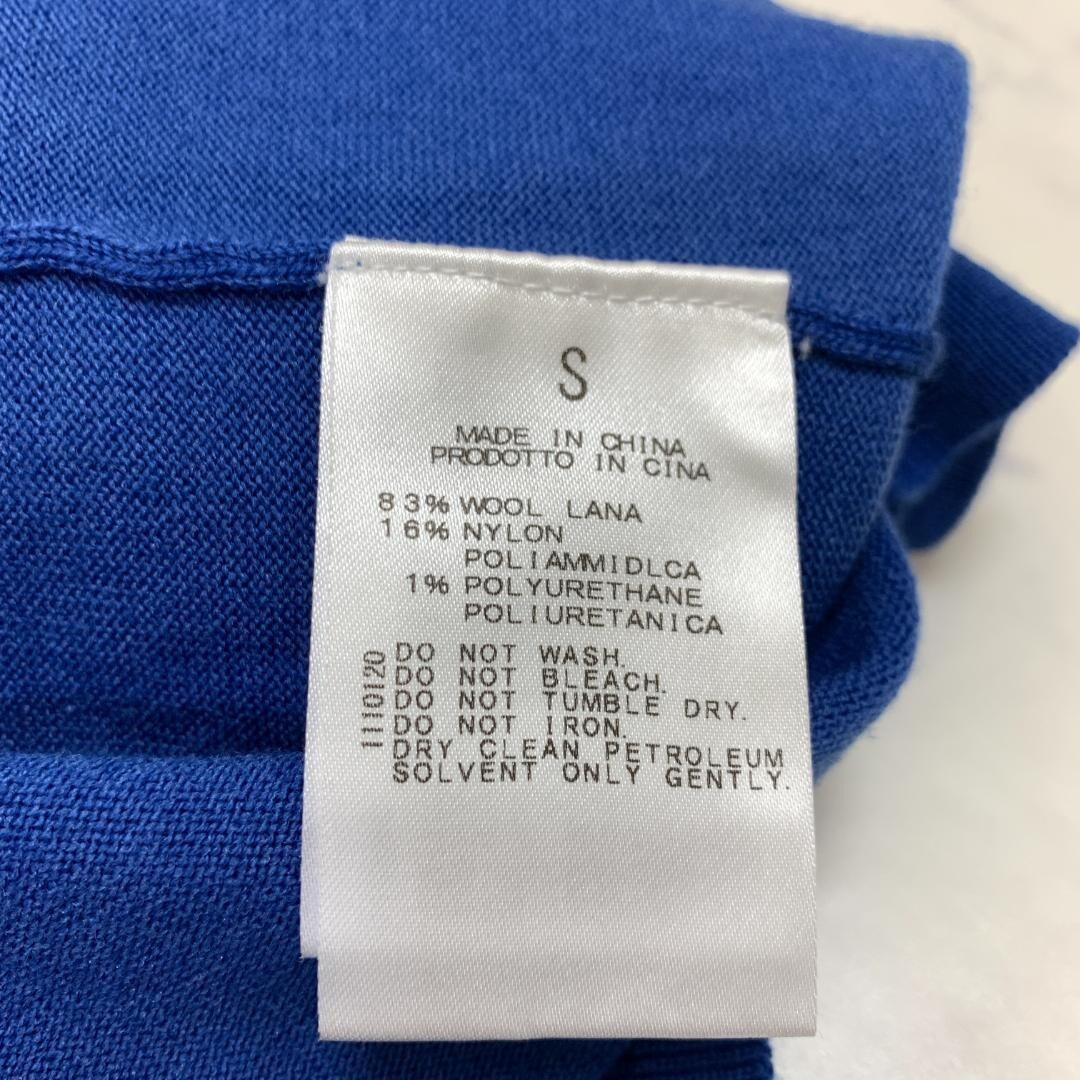 S
MADE IN CHINA
PRODOTTO IN CINA
83% WOOL LANA
16% NYLON
POLIAMMIDLCA
1% POLYURETHANE
POLIURETANICA
DO NOT WASH.
DO NOT BLEACH.
DO NOT TUMBLE DRY.
DO NOT IRON.
DRY CLEAN PETROLEUM
SOLVENT ONLY GENTLY.
1110120